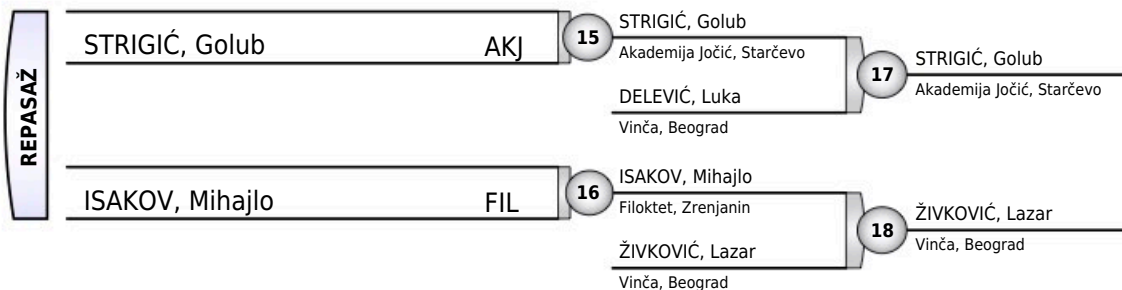 REPASAŽ
STRIGIĆ, Golub AKJ
15
STRIGIĆ, Golub
Akademija Jočić, Starčevo
DELEVIĆ, Luka
Vinča, Beograd
17
STRIGIĆ, Golub
Akademija Jočić, Starčevo
ISAKOV, Mihajlo FIL
16
ISAKOV, Mihajlo
Filoktet, Zrenjanin
ŽIVKOVIĆ, Lazar
Vinča, Beograd
18
ŽIVKOVIĆ, Lazar
Vinča, Beograd